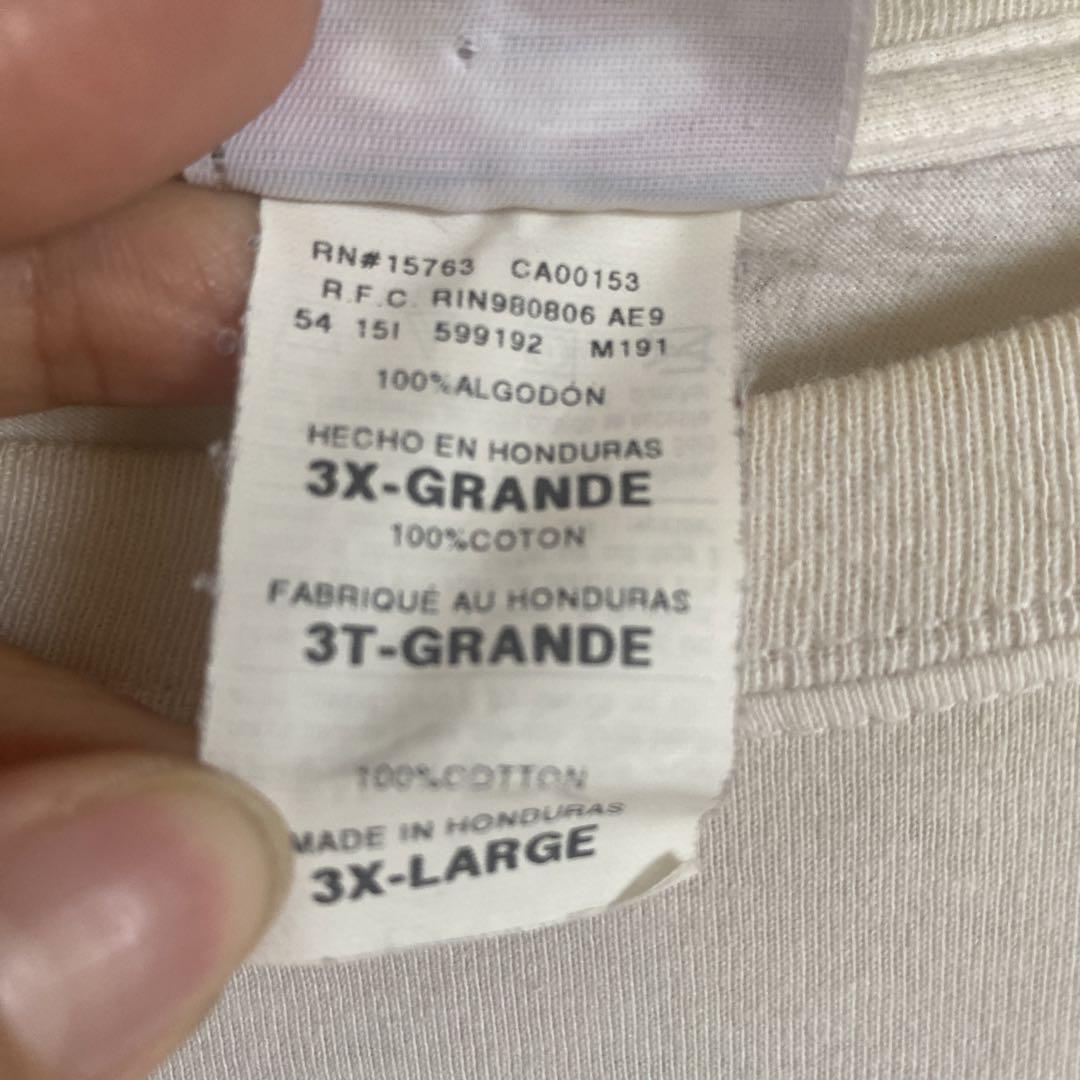 RN#15763 CA00153
R.F.C. RIN980806 AE9
54 15I 599192 M191
100%ALGODÓN
HECHO EN HONDURAS
3X-GRANDE
100%COTON
FABRIQUÉ AU HONDURAS
3T-GRANDE
100%COTTON
MADE IN HONDURAS
3X-LARGE